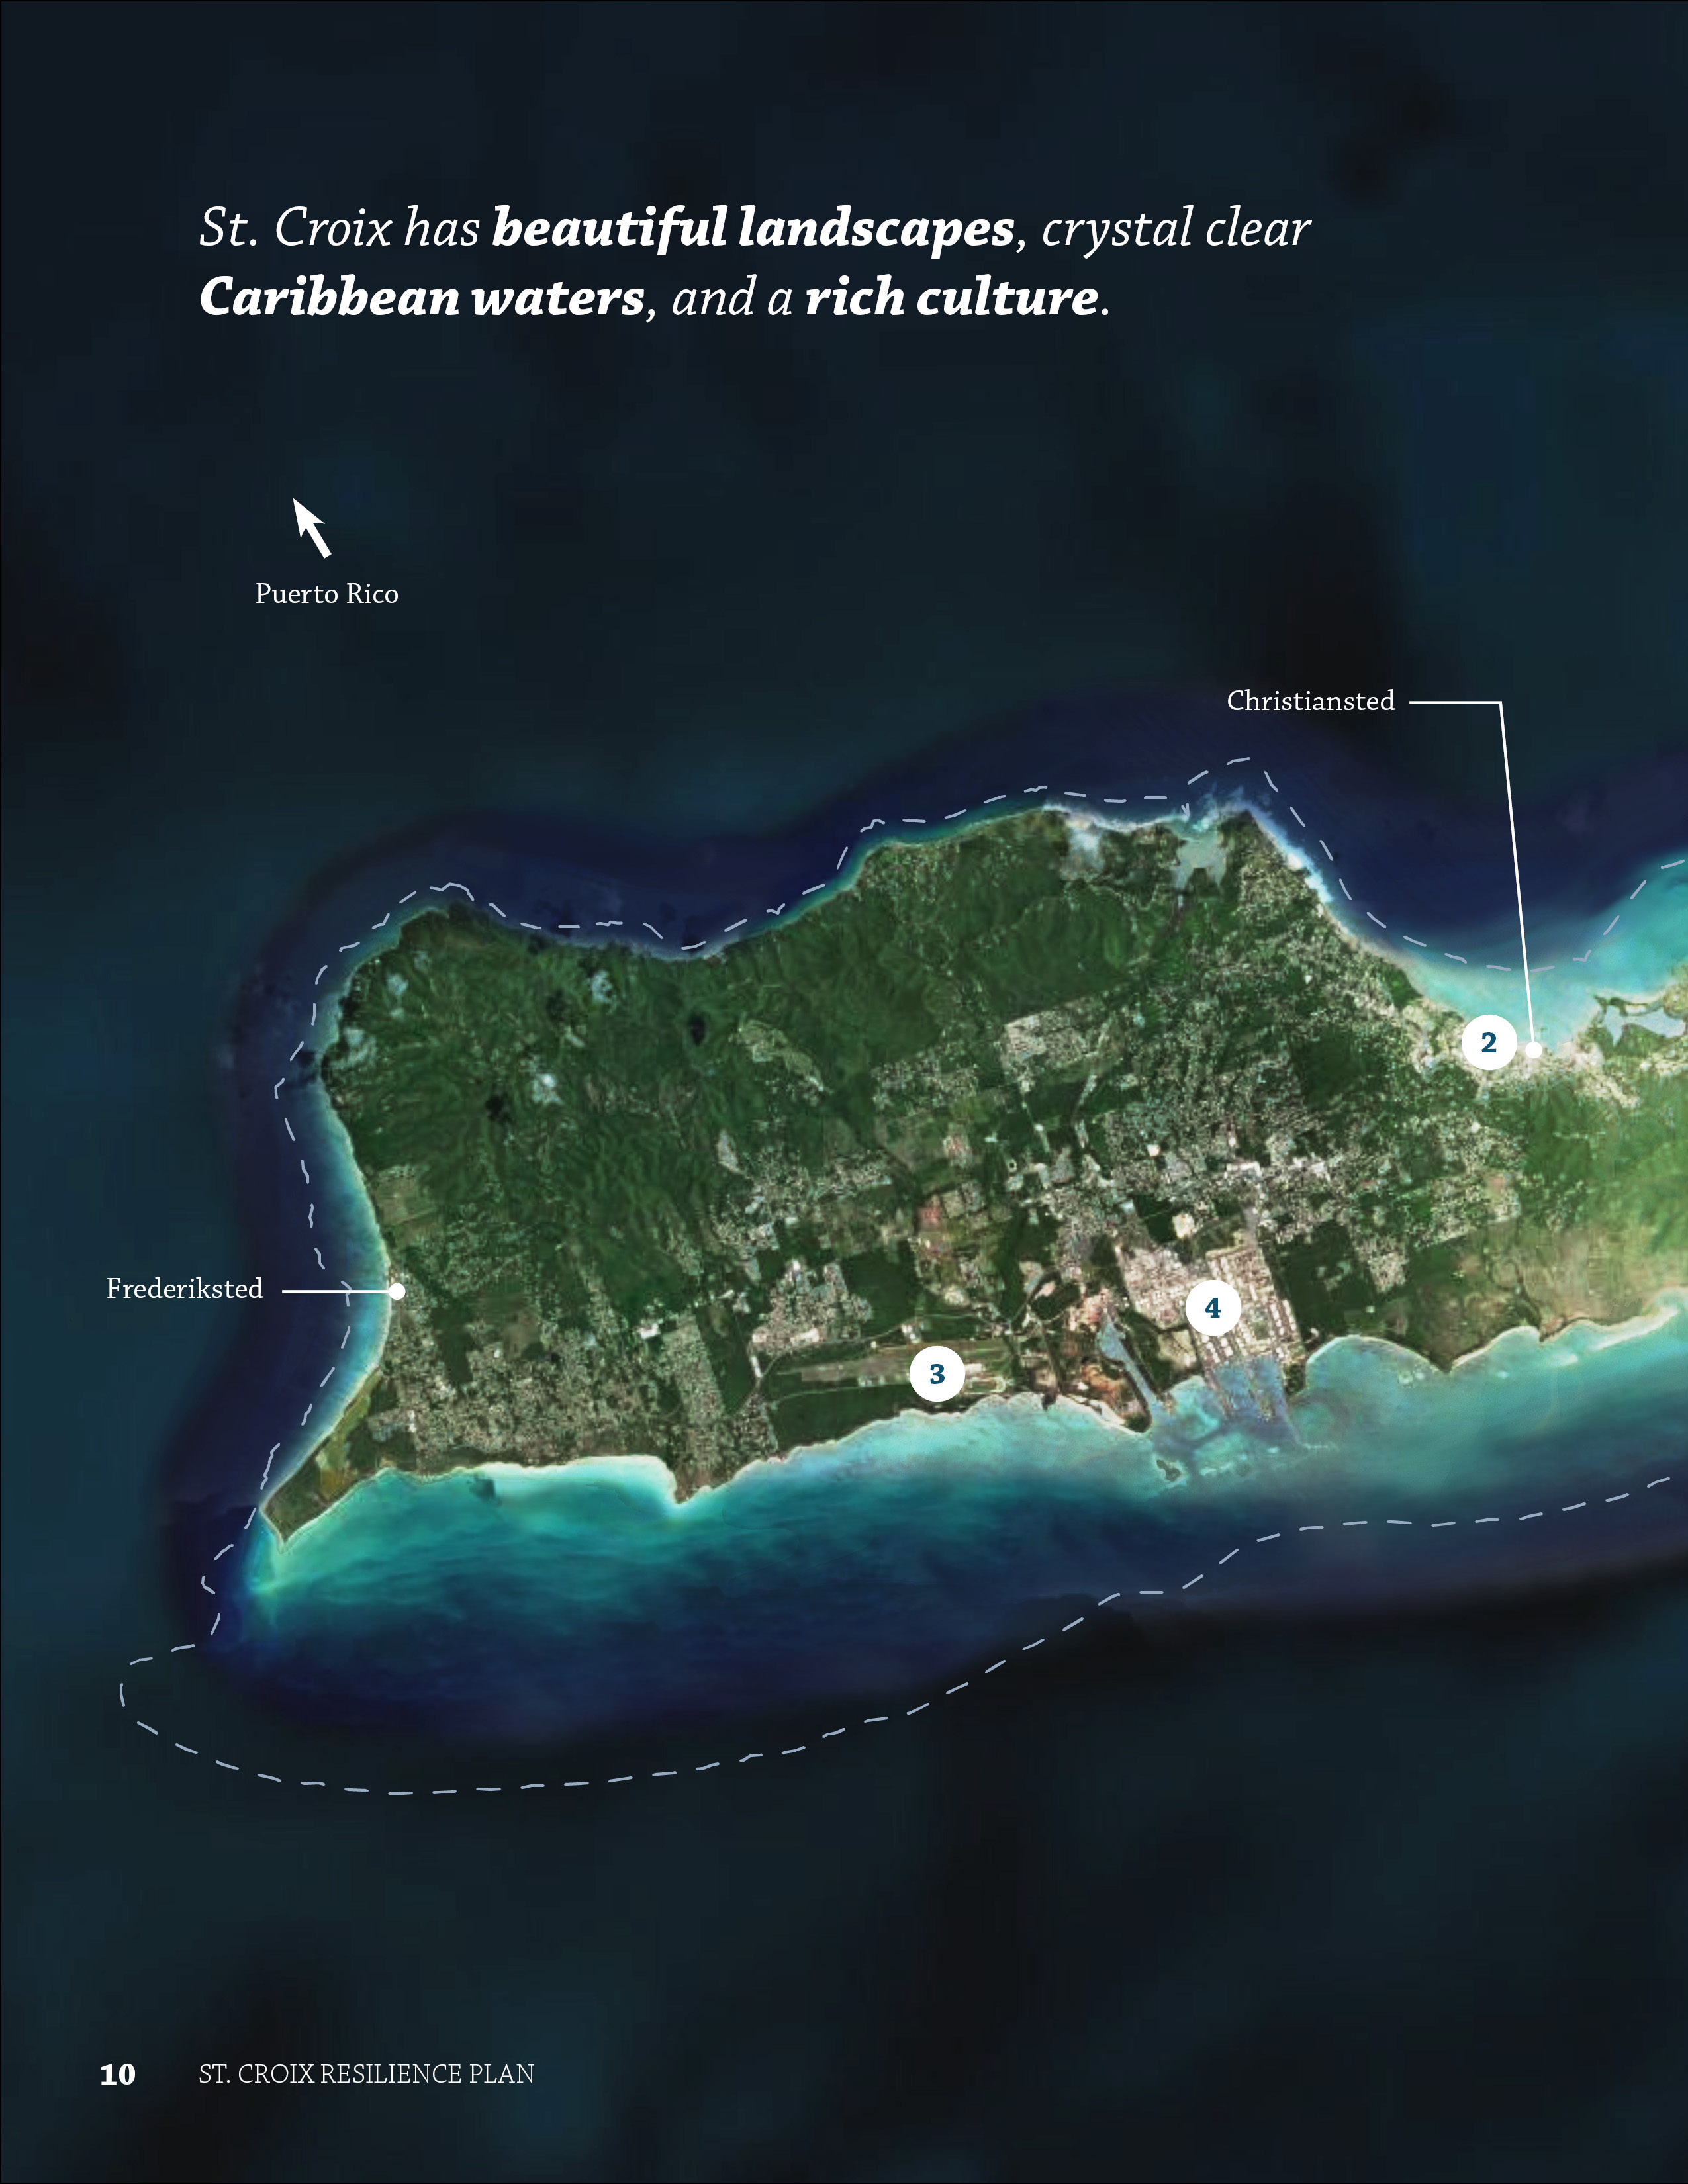 St. Croix has beautiful landscapes, crystal clear
Caribbean waters, and a rich culture.
Puerto Rico
Christiansted
2
Frederiksted
4
3
10 ST. CROIX RESILIENCE PLAN